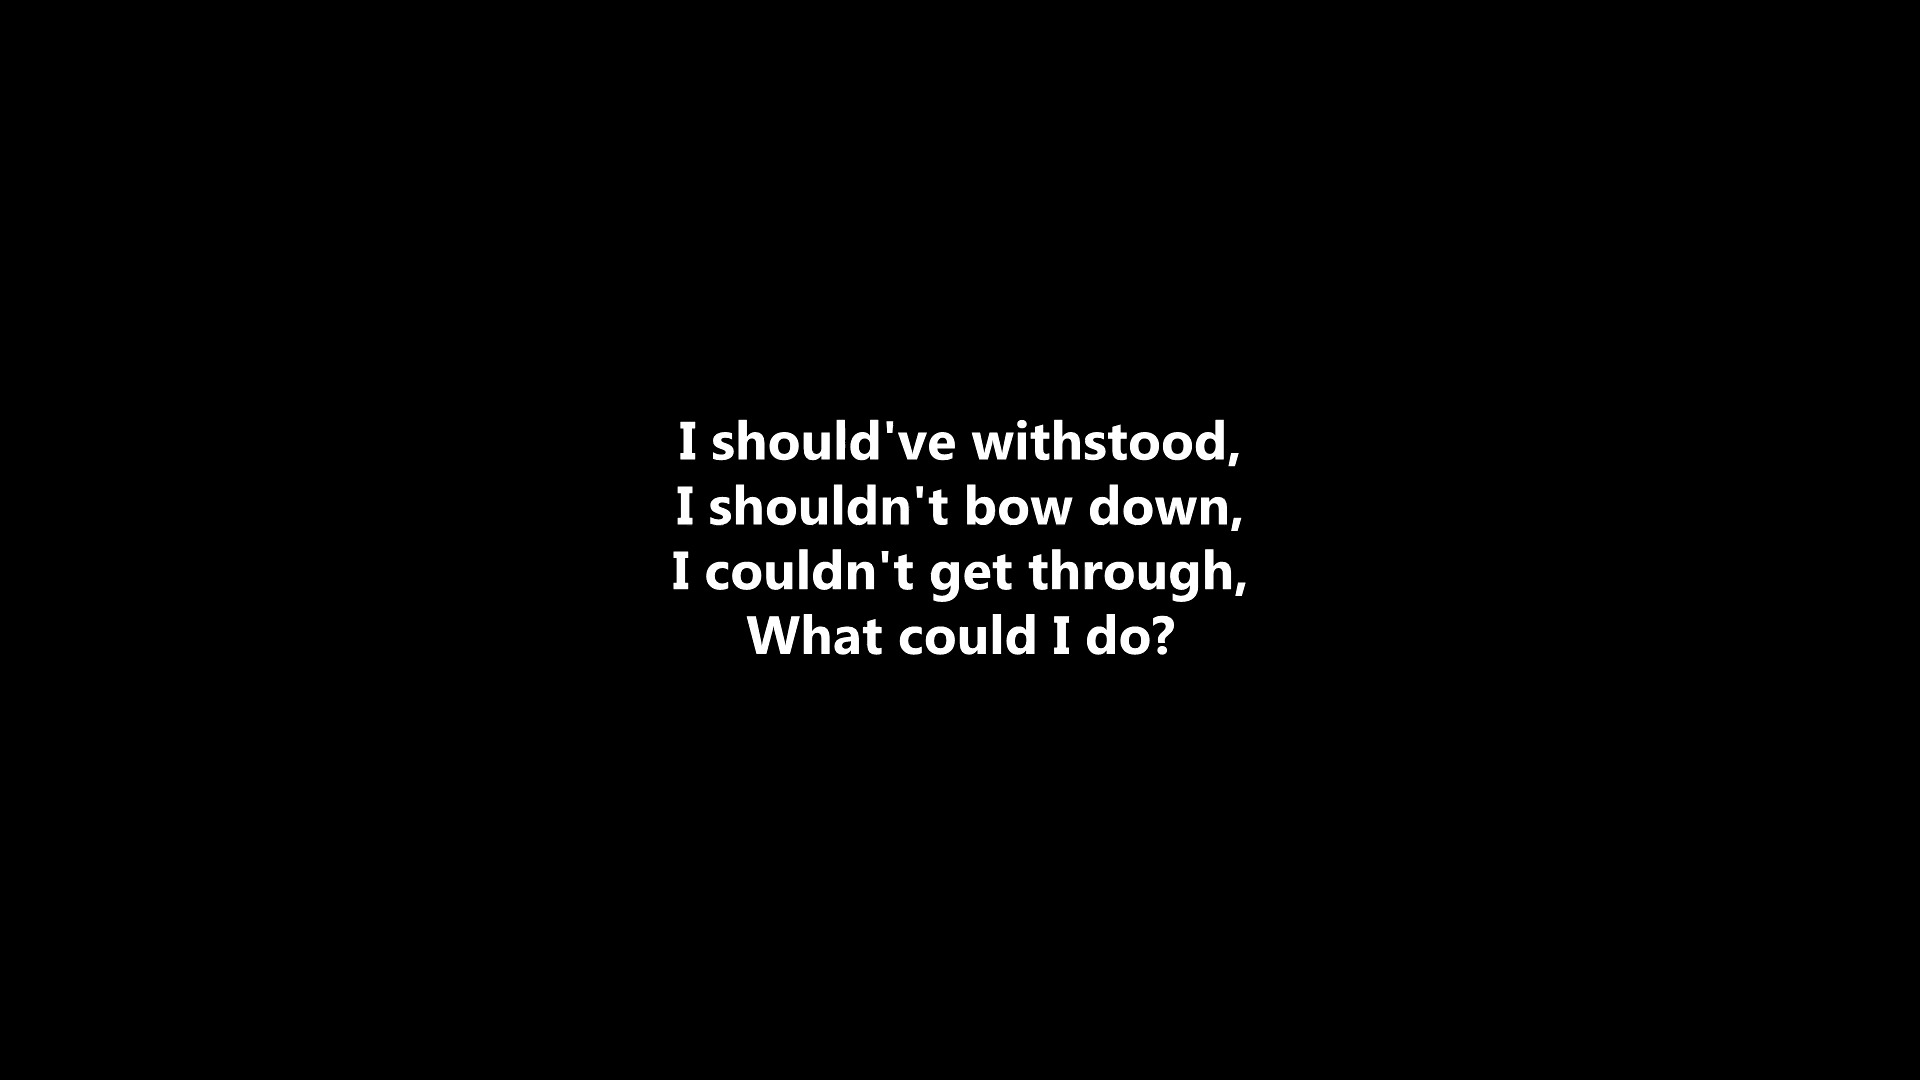 I should've withstood,
I shouldn't bow down,
I couldn't get through,
What could I do?